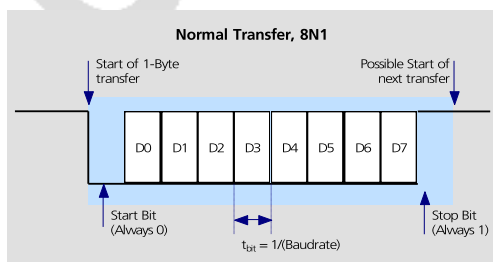 Normal Transfer, 8N1
Start of 1-Byte
transfer
Possible Start of
next transfer
D0 D1 D2 D3 D4 D5 D6 D7
Start Bit
(Always 0)
Stop Bit
(Always 1)
tbit = 1/(Baudrate)